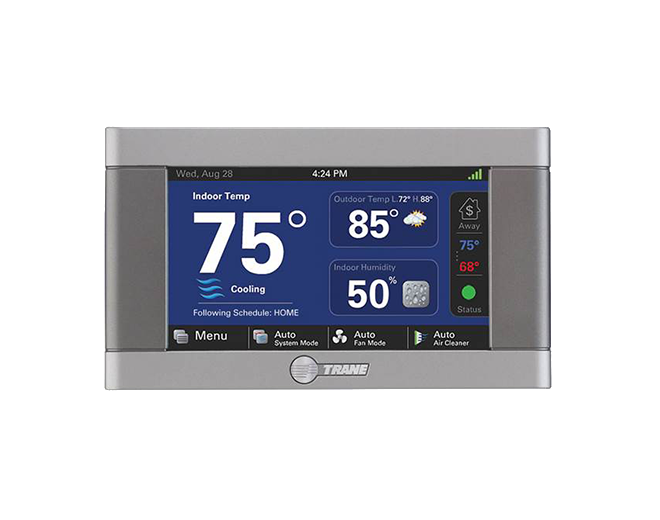 Wed, Aug 28
4:24 PM
Indoor Temp
75°
Cooling
Following Schedule: HOME
Outdoor Temp L.72° H.88°
85°
Indoor Humidity
50%
$
Away
75°
68°
Status
Menu
Auto
System Mode
Auto
Fan Mode
Auto
Air Cleaner
TRANE